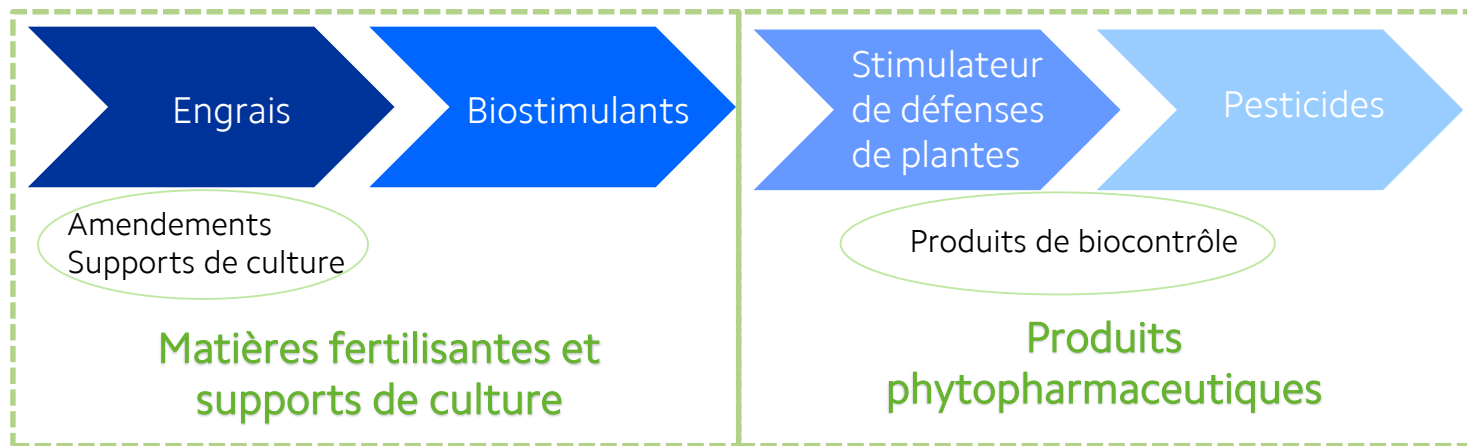 Engrais
Biostimulants
Stimulateur
de défenses
de plantes
Pesticides
Amendements
Supports de culture
Produits de biocontrôle
Matières fertilisantes et
supports de culture
Produits
phytopharmaceutiques